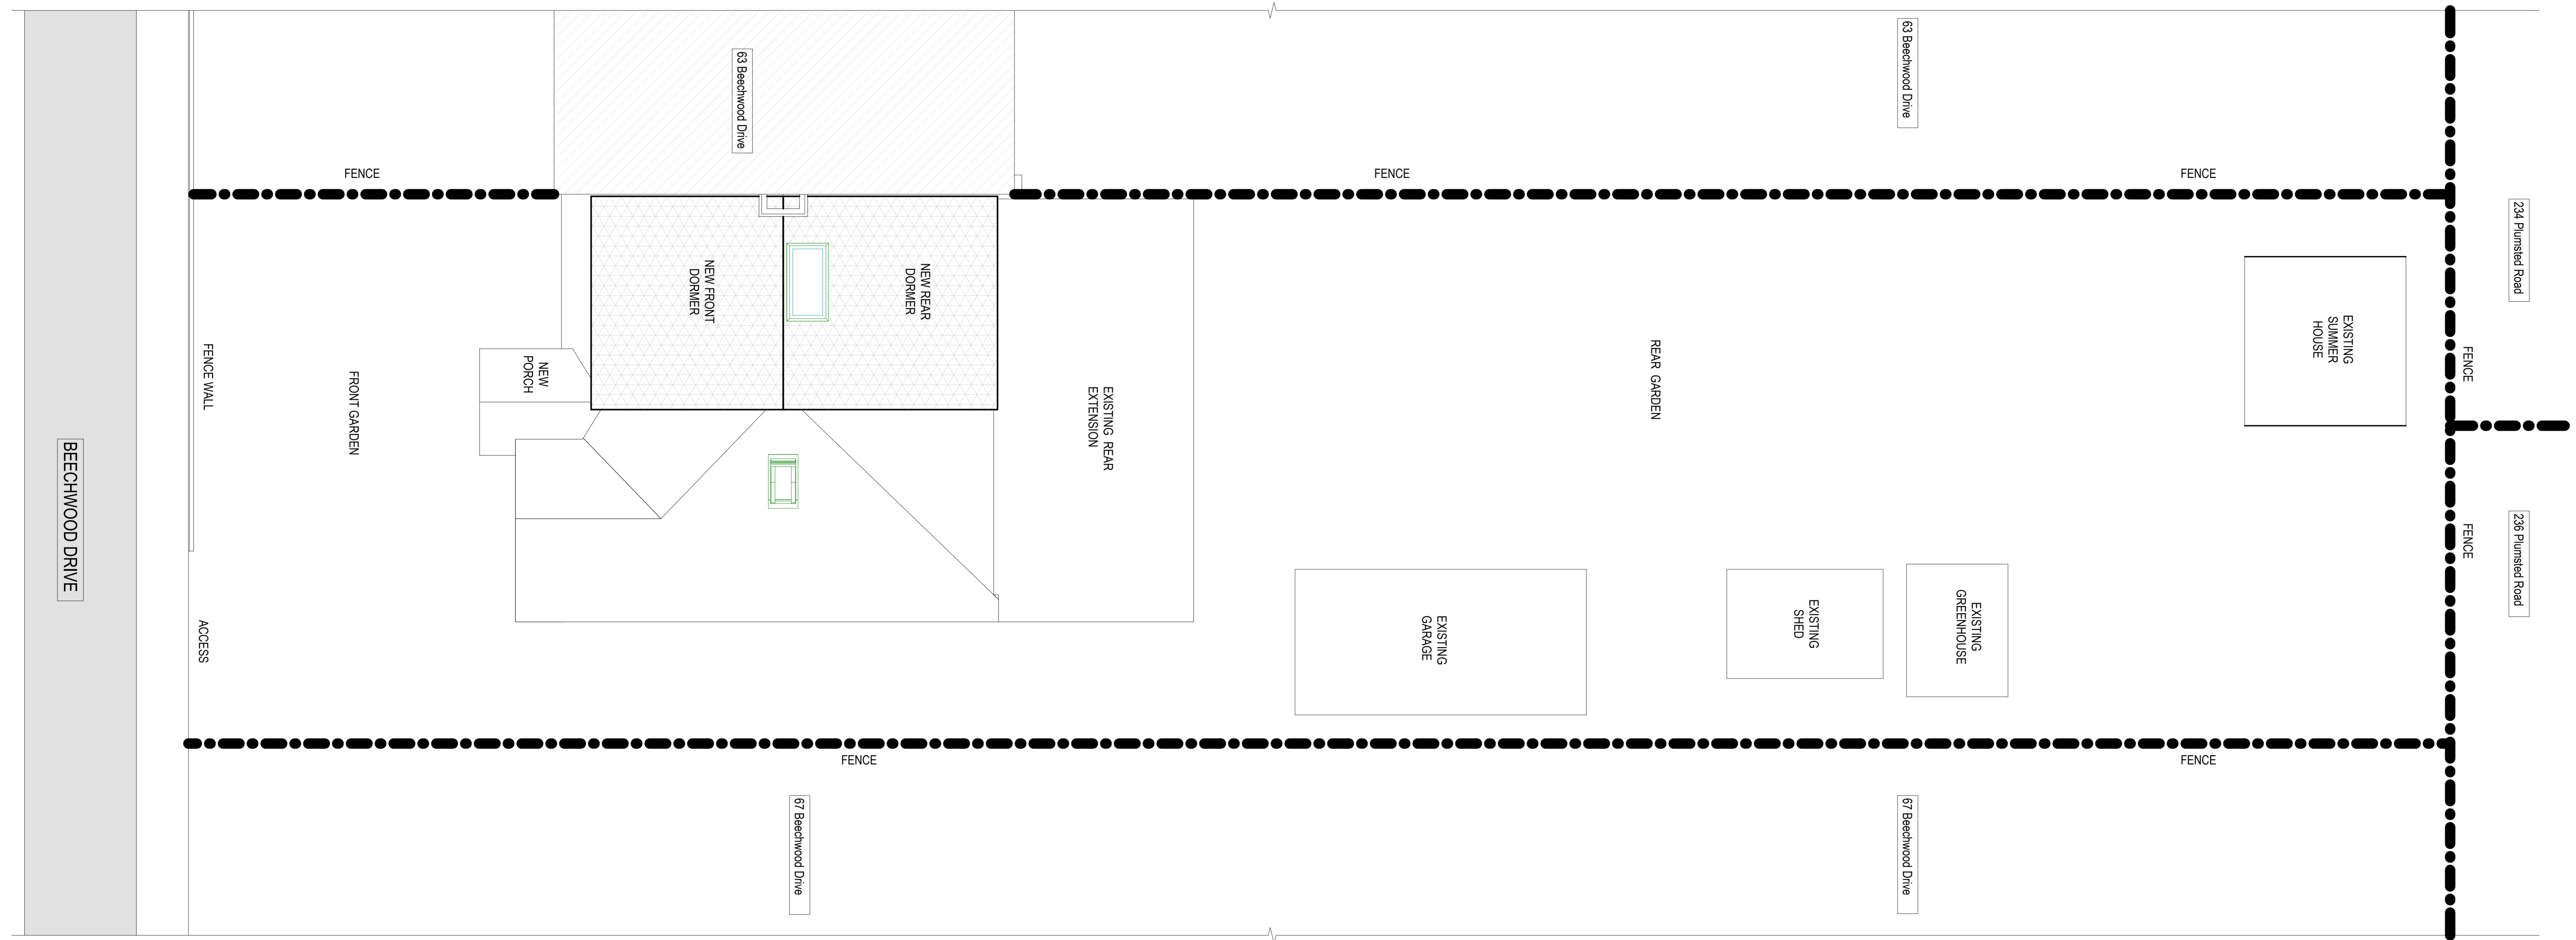 63 Beechwood Drive
63 Beechwood Drive
FENCE
FENCE
FENCE
234 Plumsted Road
NEW FRONT
DORMER
NEW REAR
DORMER
EXISTING
SUMMER
HOUSE
FENCE
FENCE WALL
FRONT GARDEN
NEW
PORCH
EXISTING REAR
EXTENSION
REAR GARDEN
BEECHWOOD DRIVE
FENCE
236 Plumsted Road
ACCESS
EXISTING
GARAGE
EXISTING
SHED
EXISTING
GREENHOUSE
FENCE
FENCE
67 Beechwood Drive
67 Beechwood Drive